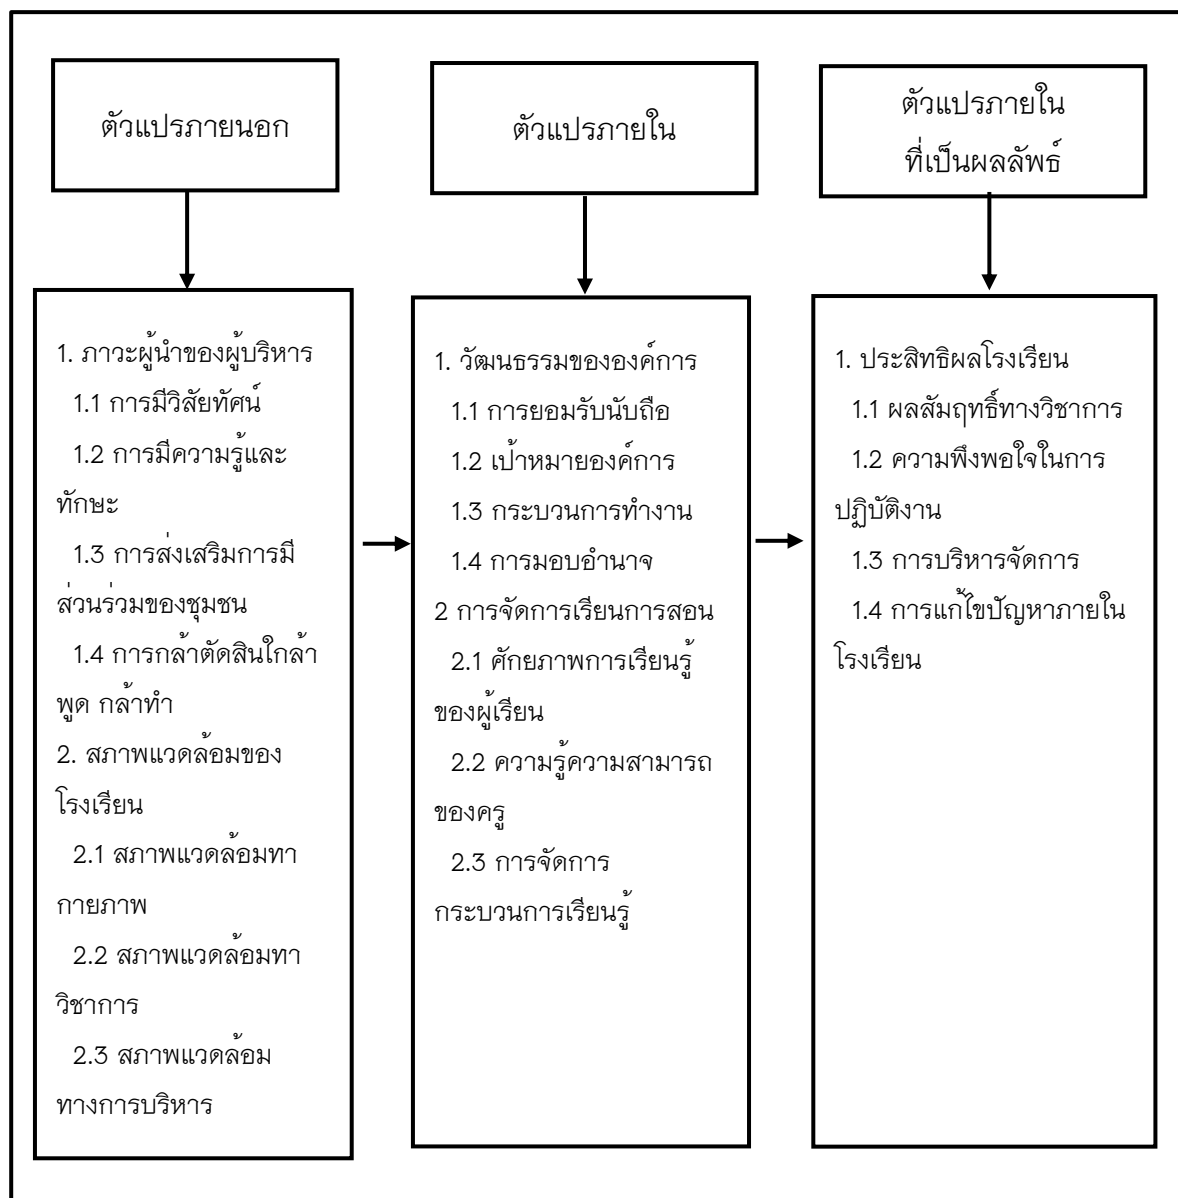 ตัวแปรภายนอก
ตัวแปรภายใน
ตัวแปรภายใน
ที่เป็นผลลัพธ์
1. ภาวะผู้นำของผู้บริหาร
1.1 การมีวิสัยทัศน์
1.2 การมีความรู้และ
ทักษะ
1.3 การส่งเสริมการมี
ส่วนร่วมของชุมชน
1.4 การกล้าตัดสินใกล้า
พูด กล้าทำ
2. สภาพแวดล้อมของ
โรงเรียน
2.1 สภาพแวดล้อมทา
กายภาพ
2.2 สภาพแวดล้อมทา
วิชาการ
2.3 สภาพแวดล้อม
ทางการบริหาร
1. วัฒนธรรมขององค์การ
1.1 การยอมรับนับถือ
1.2 เป้าหมายองค์การ
1.3 กระบวนการทำงาน
1.4 การมอบอำนาจ
2 การจัดการเรียนการสอน
2.1 ศักยภาพการเรียนรู้
ของผู้เรียน
2.2 ความรู้ความสามารถ
ของครู
2.3 การจัดการ
กระบวนการเรียนรู้
1. ประสิทธิผลโรงเรียน
1.1 ผลสัมฤทธิ์ทางวิชาการ
1.2 ความพึงพอใจในการ
ปฏิบัติงาน
1.3 การบริหารจัดการ
1.4 การแก้ไขปัญหาภายใน
โรงเรียน